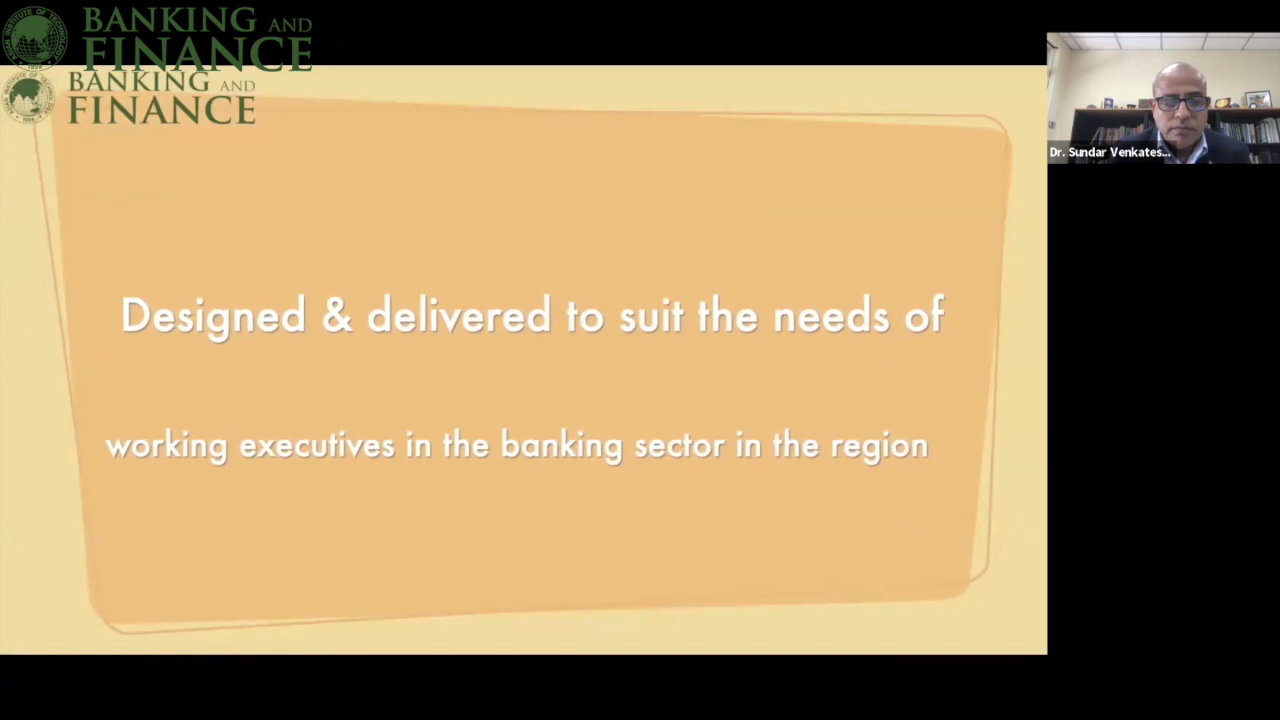 BANKING AND
FINANCE
BANKING AND
FINANCE
Designed & delivered to suit the needs of
working executives in the banking sector in the region
Dr. Sundar Venkates...